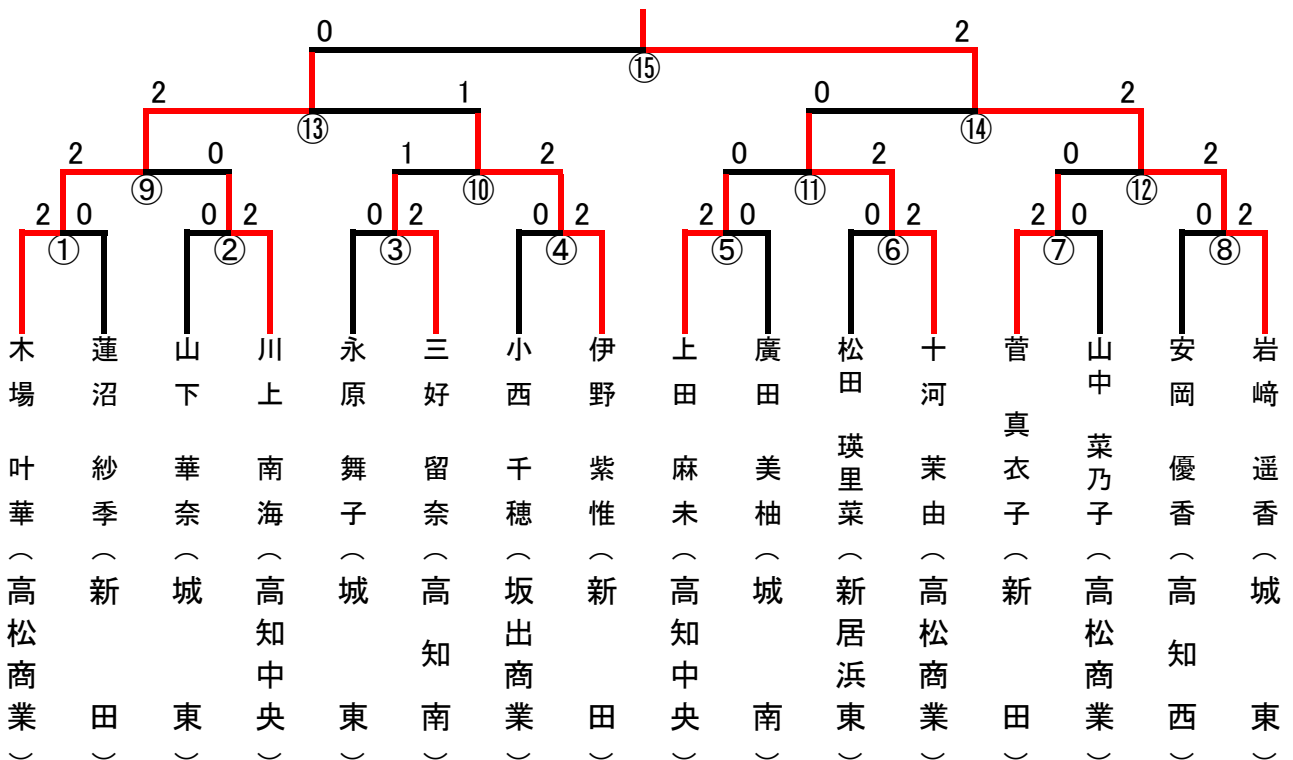 0 2
⑮
2 1 0 2
⑬ ⑭
2 0 1 2 0 2 0 2
⑨ ⑩ ⑪ ⑫
2 0 0 2 0 2 0 2 2 0 0 2 2 0 0 2
① ② ③ ④ ⑤ ⑥ ⑦ ⑧
木場 叶華(高松商業)
蓮沼 紗季(新田)
山下 華奈(城東)
川上 南海(高知中央)
永原 舞子(城東)
三好 留奈(高知南)
小西 千穂(坂出商業)
伊野 紫惟(新田)
上田 麻未(高知中央)
廣田 美柚(城南)
松田 瑛里菜(新居浜東)
十河 茉由(高松商業)
菅 真衣子(新田)
山中 菜乃子(高松商業)
安岡 優香(高知西)
岩﨑 遥香(城東)